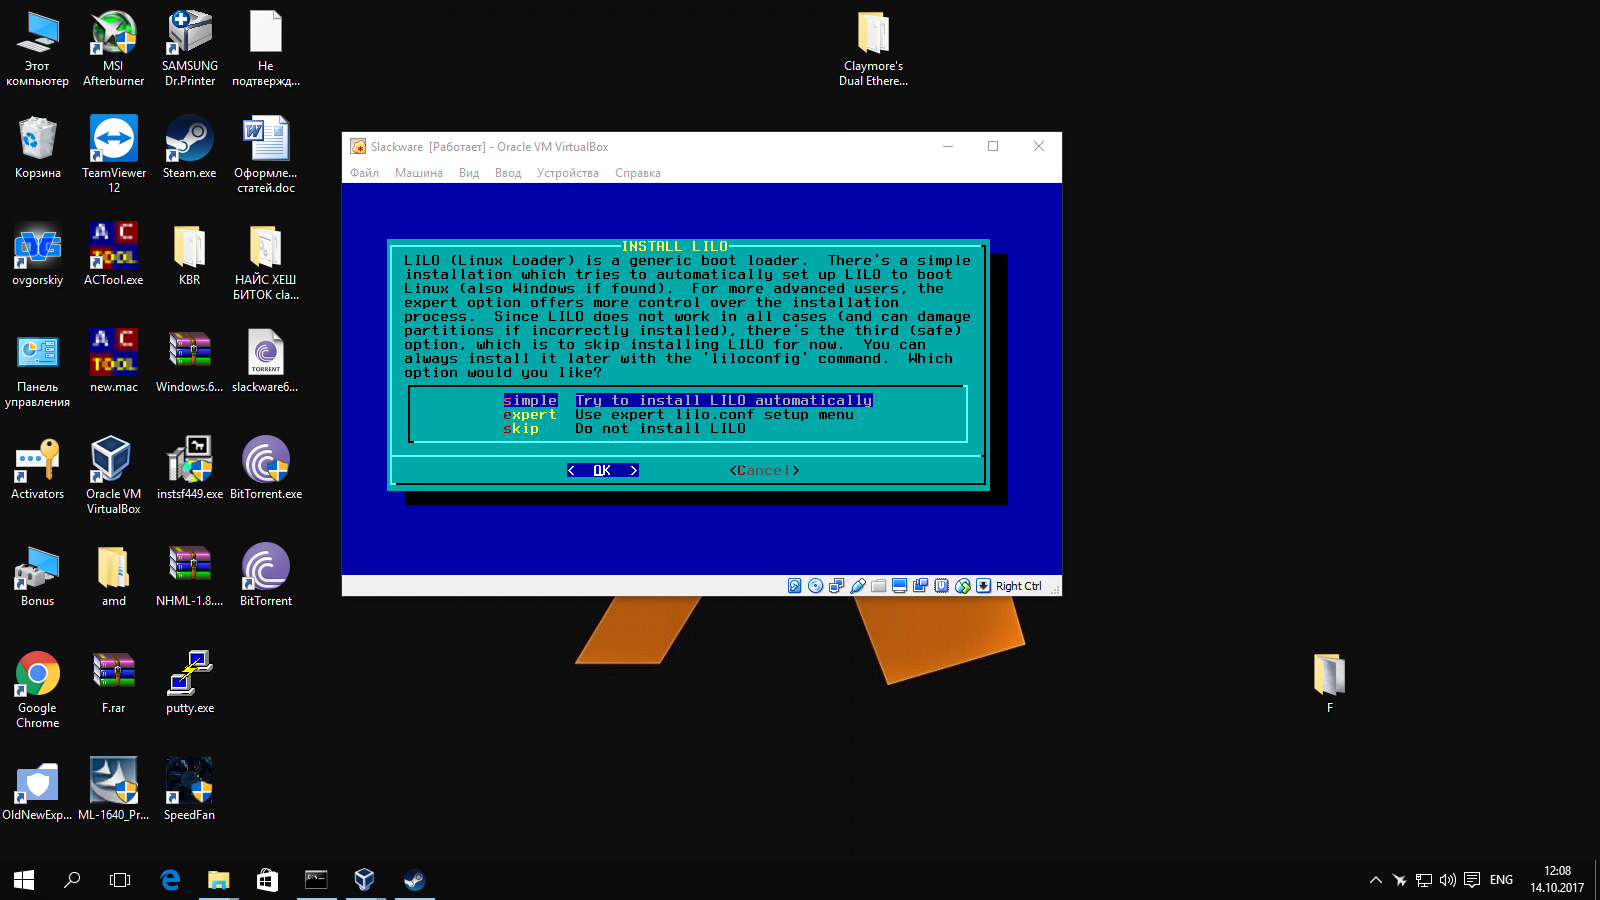 Этот
компьютер
MSI
Afterburner
SAMSUNG
Dr.Printer
Не
подтвержд...
Claymore's
Dual Ethere...
Корзина
TeamViewer
12
Steam.exe
Оформле...
статей.doc
ovgorskiy
ACTool.exe
KBR
НАЙС ХЕШ
БИТОК cla...
Панель
управления
new.mac
Windows.6...
TORRENT
slackware6...
Activators
Oracle VM
VirtualBox
instsf449.exe
BitTorrent.exe
Bonus
amd
NHML-1.8....
BitTorrent
Google
Chrome
F.rar
putty.exe
OldNewExp...
ML-1640_Pr...
SpeedFan
F
Slackware [Работает] - Oracle VM VirtualBox
Файл Машина Вид Ввод Устройства Справка
INSTALL LILO
LILO (Linux Loader) is a generic boot loader. There's a simple
installation which tries to automatically set up LILO to boot
Linux (also Windows if found). For more advanced users, the
expert option offers more control over the installation
process. Since LILO does not work in all cases (and can damage
partitions if incorrectly installed), there's the third (safe)
option, which is to skip installing LILO for now. You can
always install it later with the 'liloconfig' command. Which
option would you like?
simple Try to install LILO automatically
expert Use expert lilo.conf setup menu
skip Do not install LILO
< OK > <Cancel>
Right Ctrl
ENG
12:08
14.10.2017